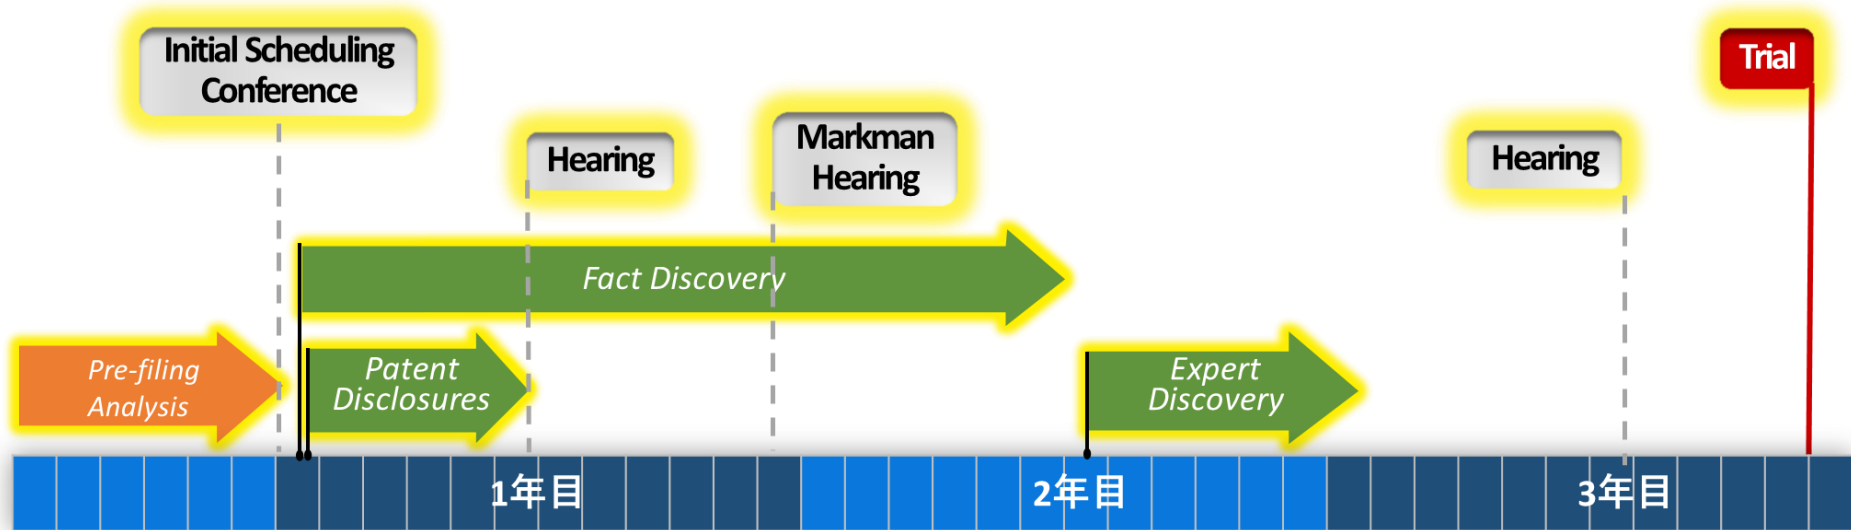 Initial Scheduling
Conference
Trial
Hearing
Markman
Hearing
Hearing
Fact Discovery
Pre-filing
Analysis
Patent
Disclosures
Expert
Discovery
1年目
2年目
3年目